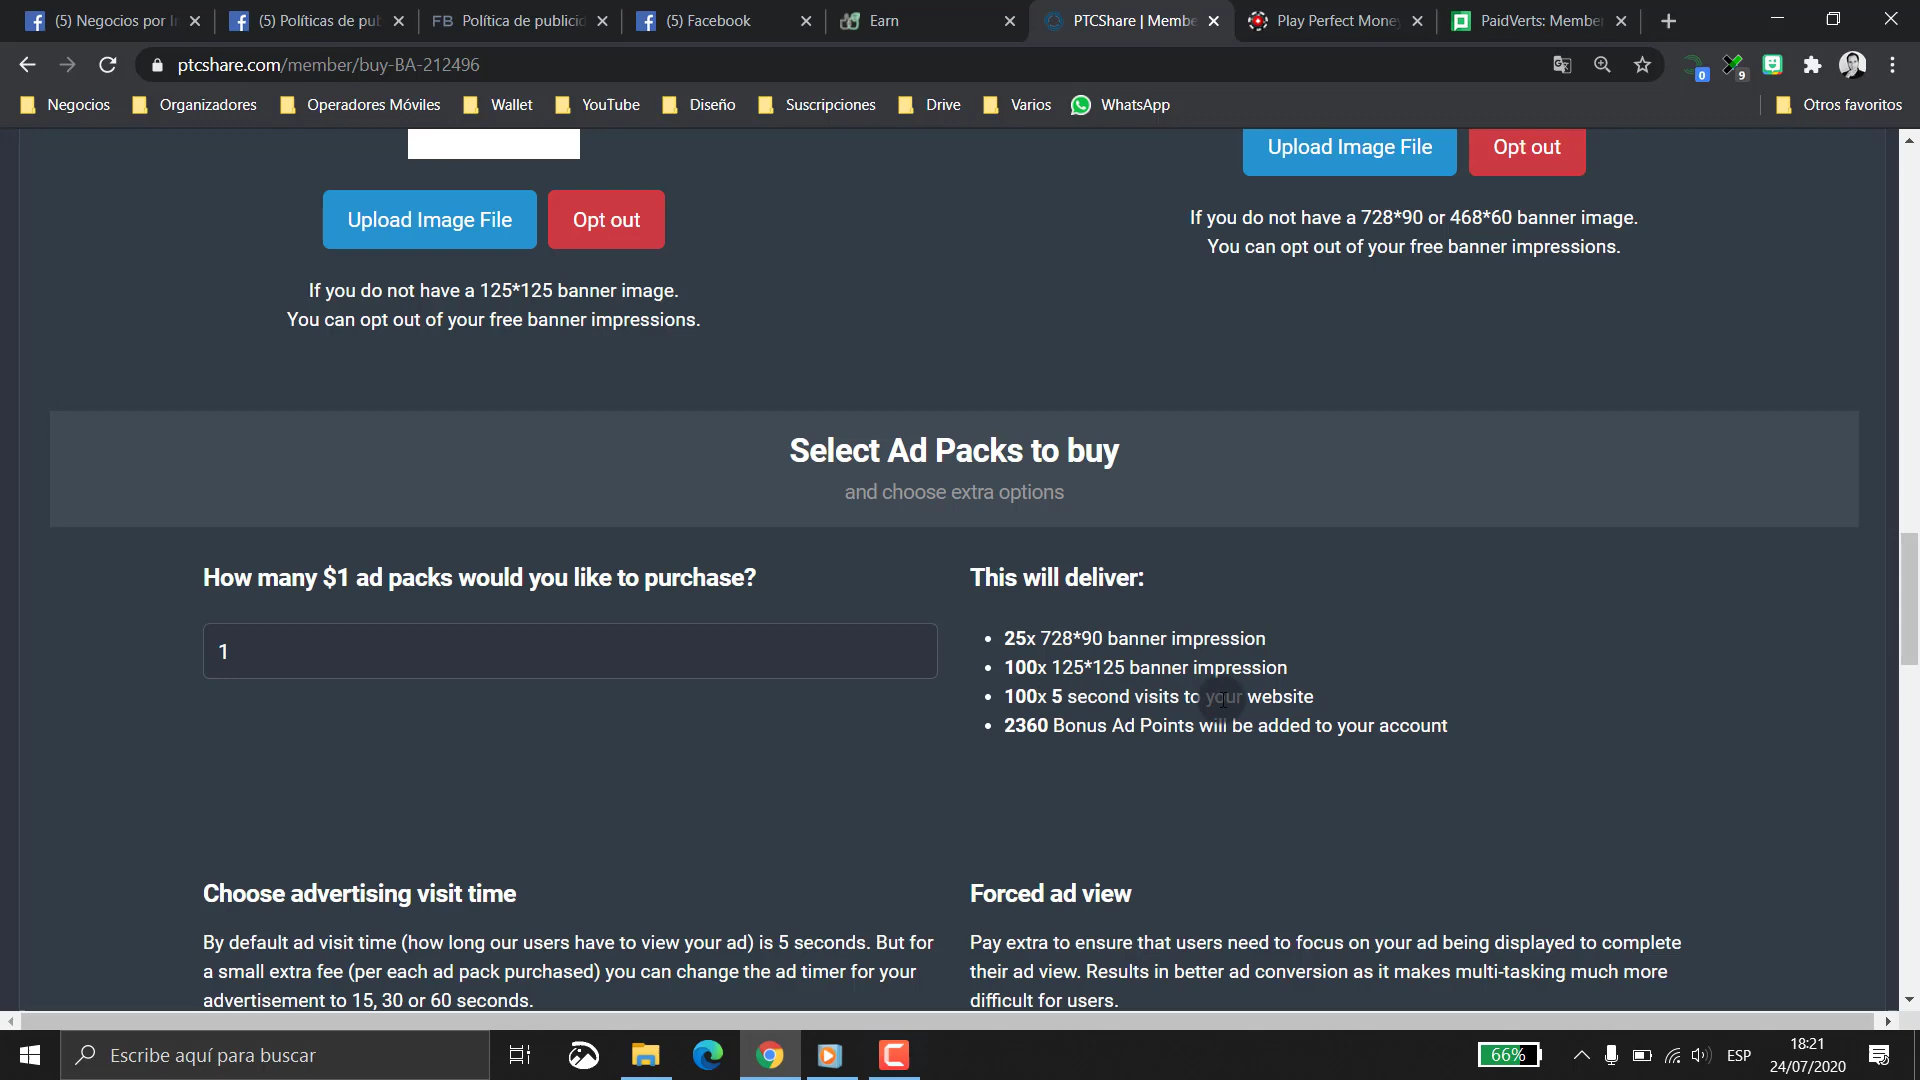 (5) Negocios por I
(5) Políticas de pub
FB Política de publicid
(5) Facebook
Earn
PTCShare | Membe
Play Perfect Money
PaidVerts: Member
ptcshare.com/member/buy-BA-212496
0
9
Negocios
Organizadores
Operadores Móviles
Wallet
YouTube
Diseño
Suscripciones
Drive
Varios
WhatsApp
Otros favoritos
Upload Image File
Opt out
If you do not have a 125*125 banner image.
You can opt out of your free banner impressions.
Upload Image File
Opt out
If you do not have a 728*90 or 468*60 banner image.
You can opt out of your free banner impressions.
Select Ad Packs to buy
and choose extra options
How many $1 ad packs would you like to purchase?
1
This will deliver:
• 25x 728*90 banner impression
• 100x 125*125 banner impression
• 100x 5 second visits to your website
• 2360 Bonus Ad Points will be added to your account
Choose advertising visit time
By default ad visit time (how long our users have to view your ad) is 5 seconds. But for
a small extra fee (per each ad pack purchased) you can change the ad timer for your
advertisement to 15, 30 or 60 seconds.
Forced ad view
Pay extra to ensure that users need to focus on your ad being displayed to complete
their ad view. Results in better ad conversion as it makes multi-tasking much more
difficult for users.
Escribe aquí para buscar
66%
ESP
18:21
24/07/2020